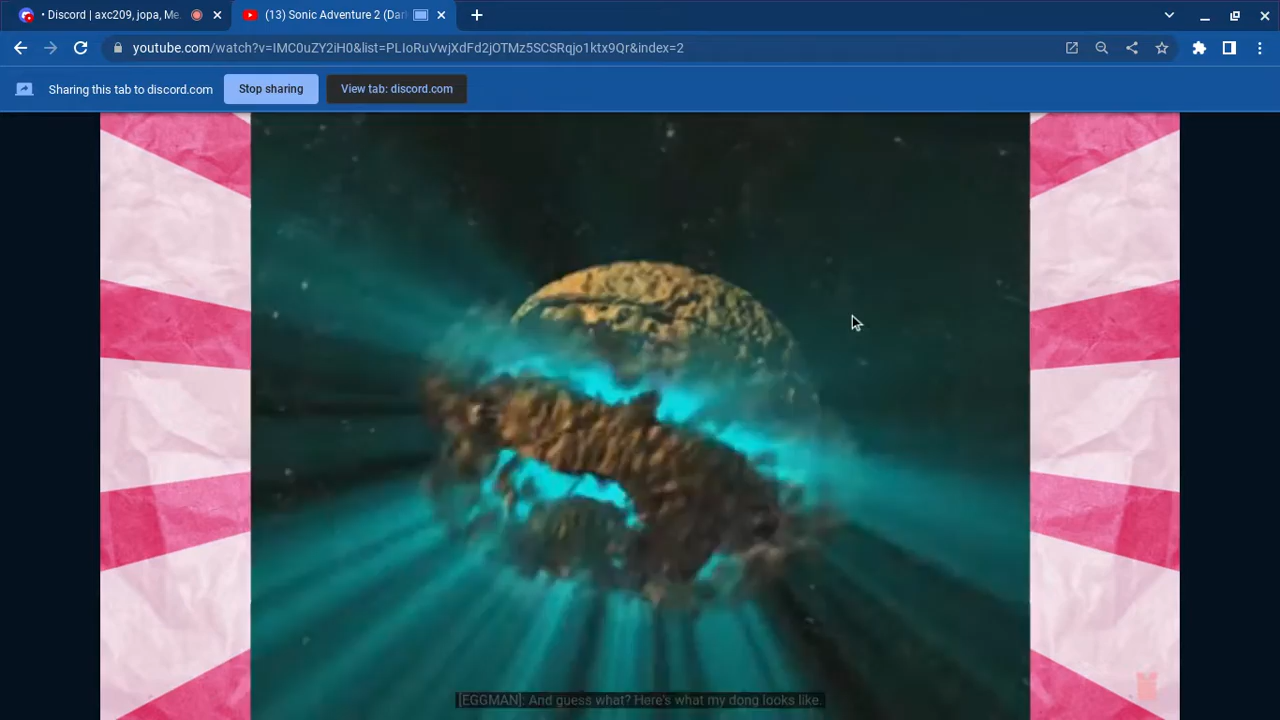 • Discord | axc209, jopa, Me
(13) Sonic Adventure 2 (Dar
youtube.com/watch?v=IMC0uZY2iH0&list=PLIoRuVwjXdFd2jOTMz5SCSRqjo1ktx9Qr&index=2
Sharing this tab to discord.com
Stop sharing
View tab: discord.com
[EGGMAN]: And guess what? Here's what my dong looks like.